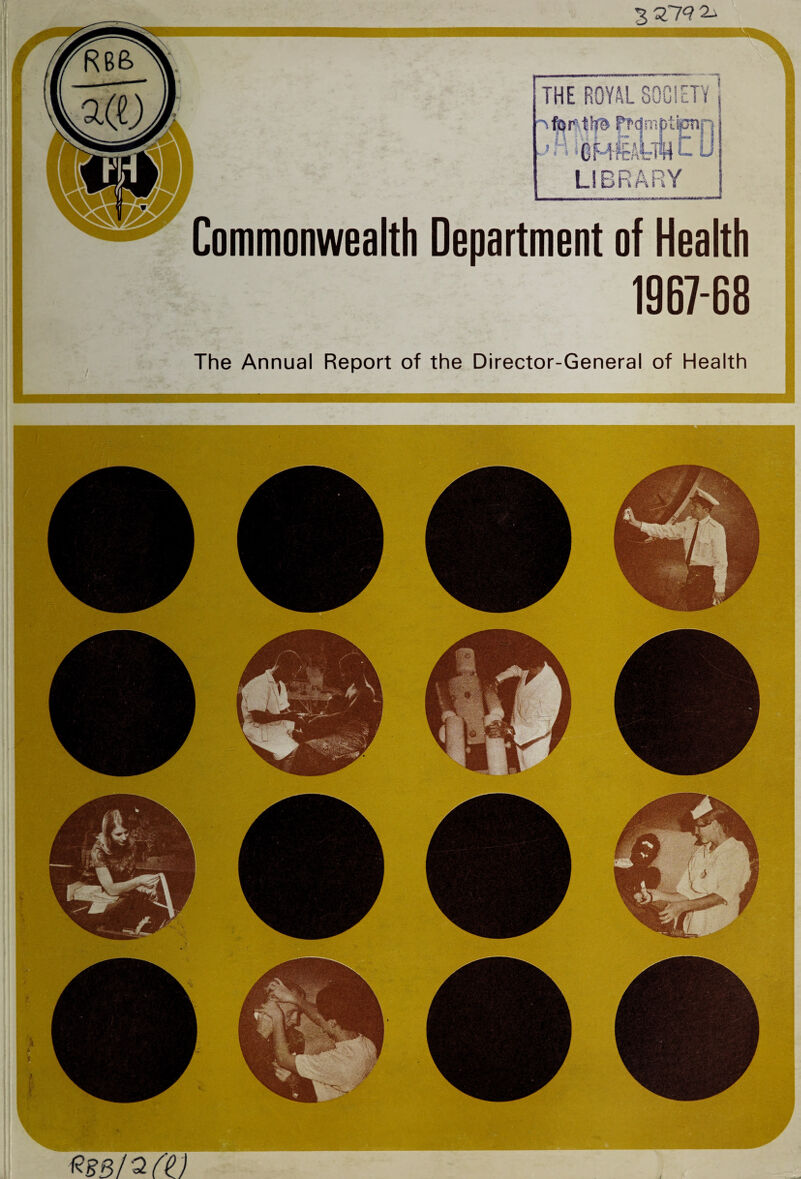 32792
RBB
2(l)
THE ROYAL SOCIETY
for the Promotion
OF HEALTH
CANCELLED
LIBRARY
H
Commonwealth Department of Health
1967-68
The Annual Report of the Director-General of Health
RBB/2(l)